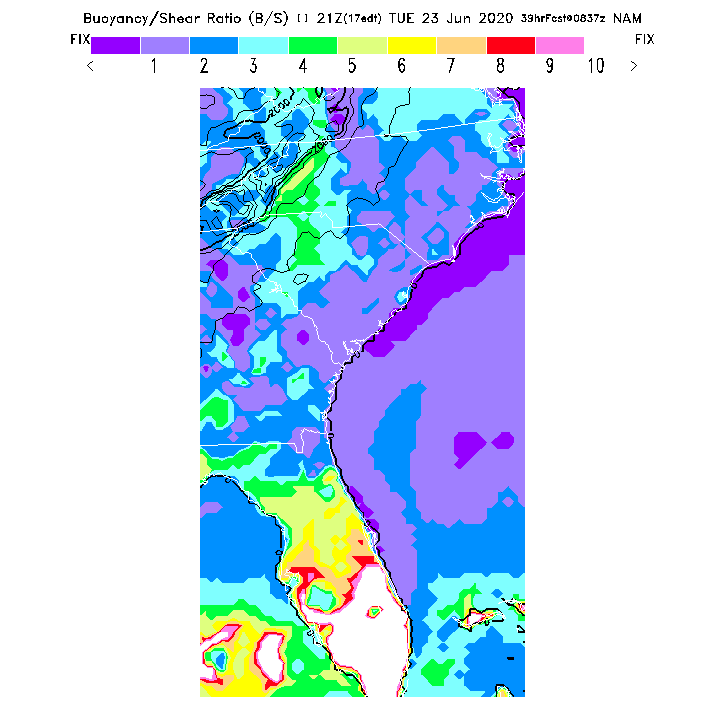 Buoyancy/Shear Ratio (B/S) [] 21Z(17edt) TUE 23 Jun 2020 39hrFcst@0837z NAM
FIX FIX
< 1 2 3 4 5 6 7 8 9 10 >
2000